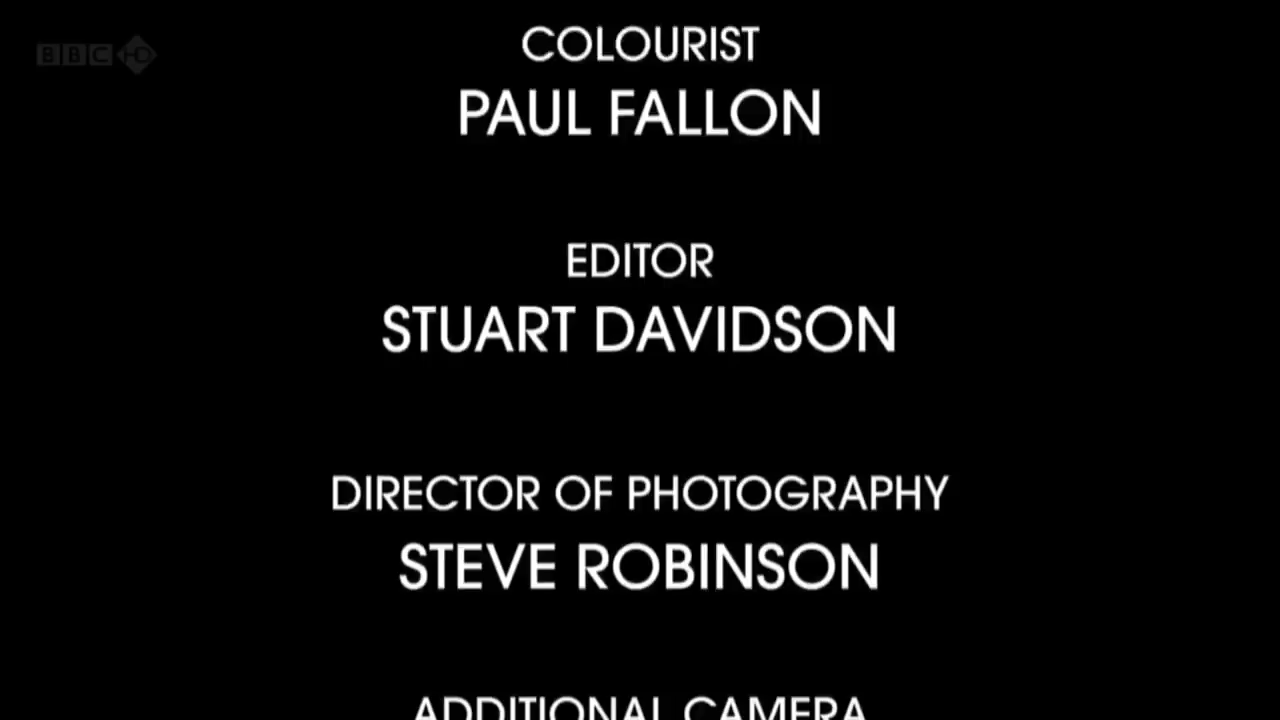 BBC HD
COLOURIST
PAUL FALLON
EDITOR
STUART DAVIDSON
DIRECTOR OF PHOTOGRAPHY
STEVE ROBINSON
ADDITIONAL CAMERA